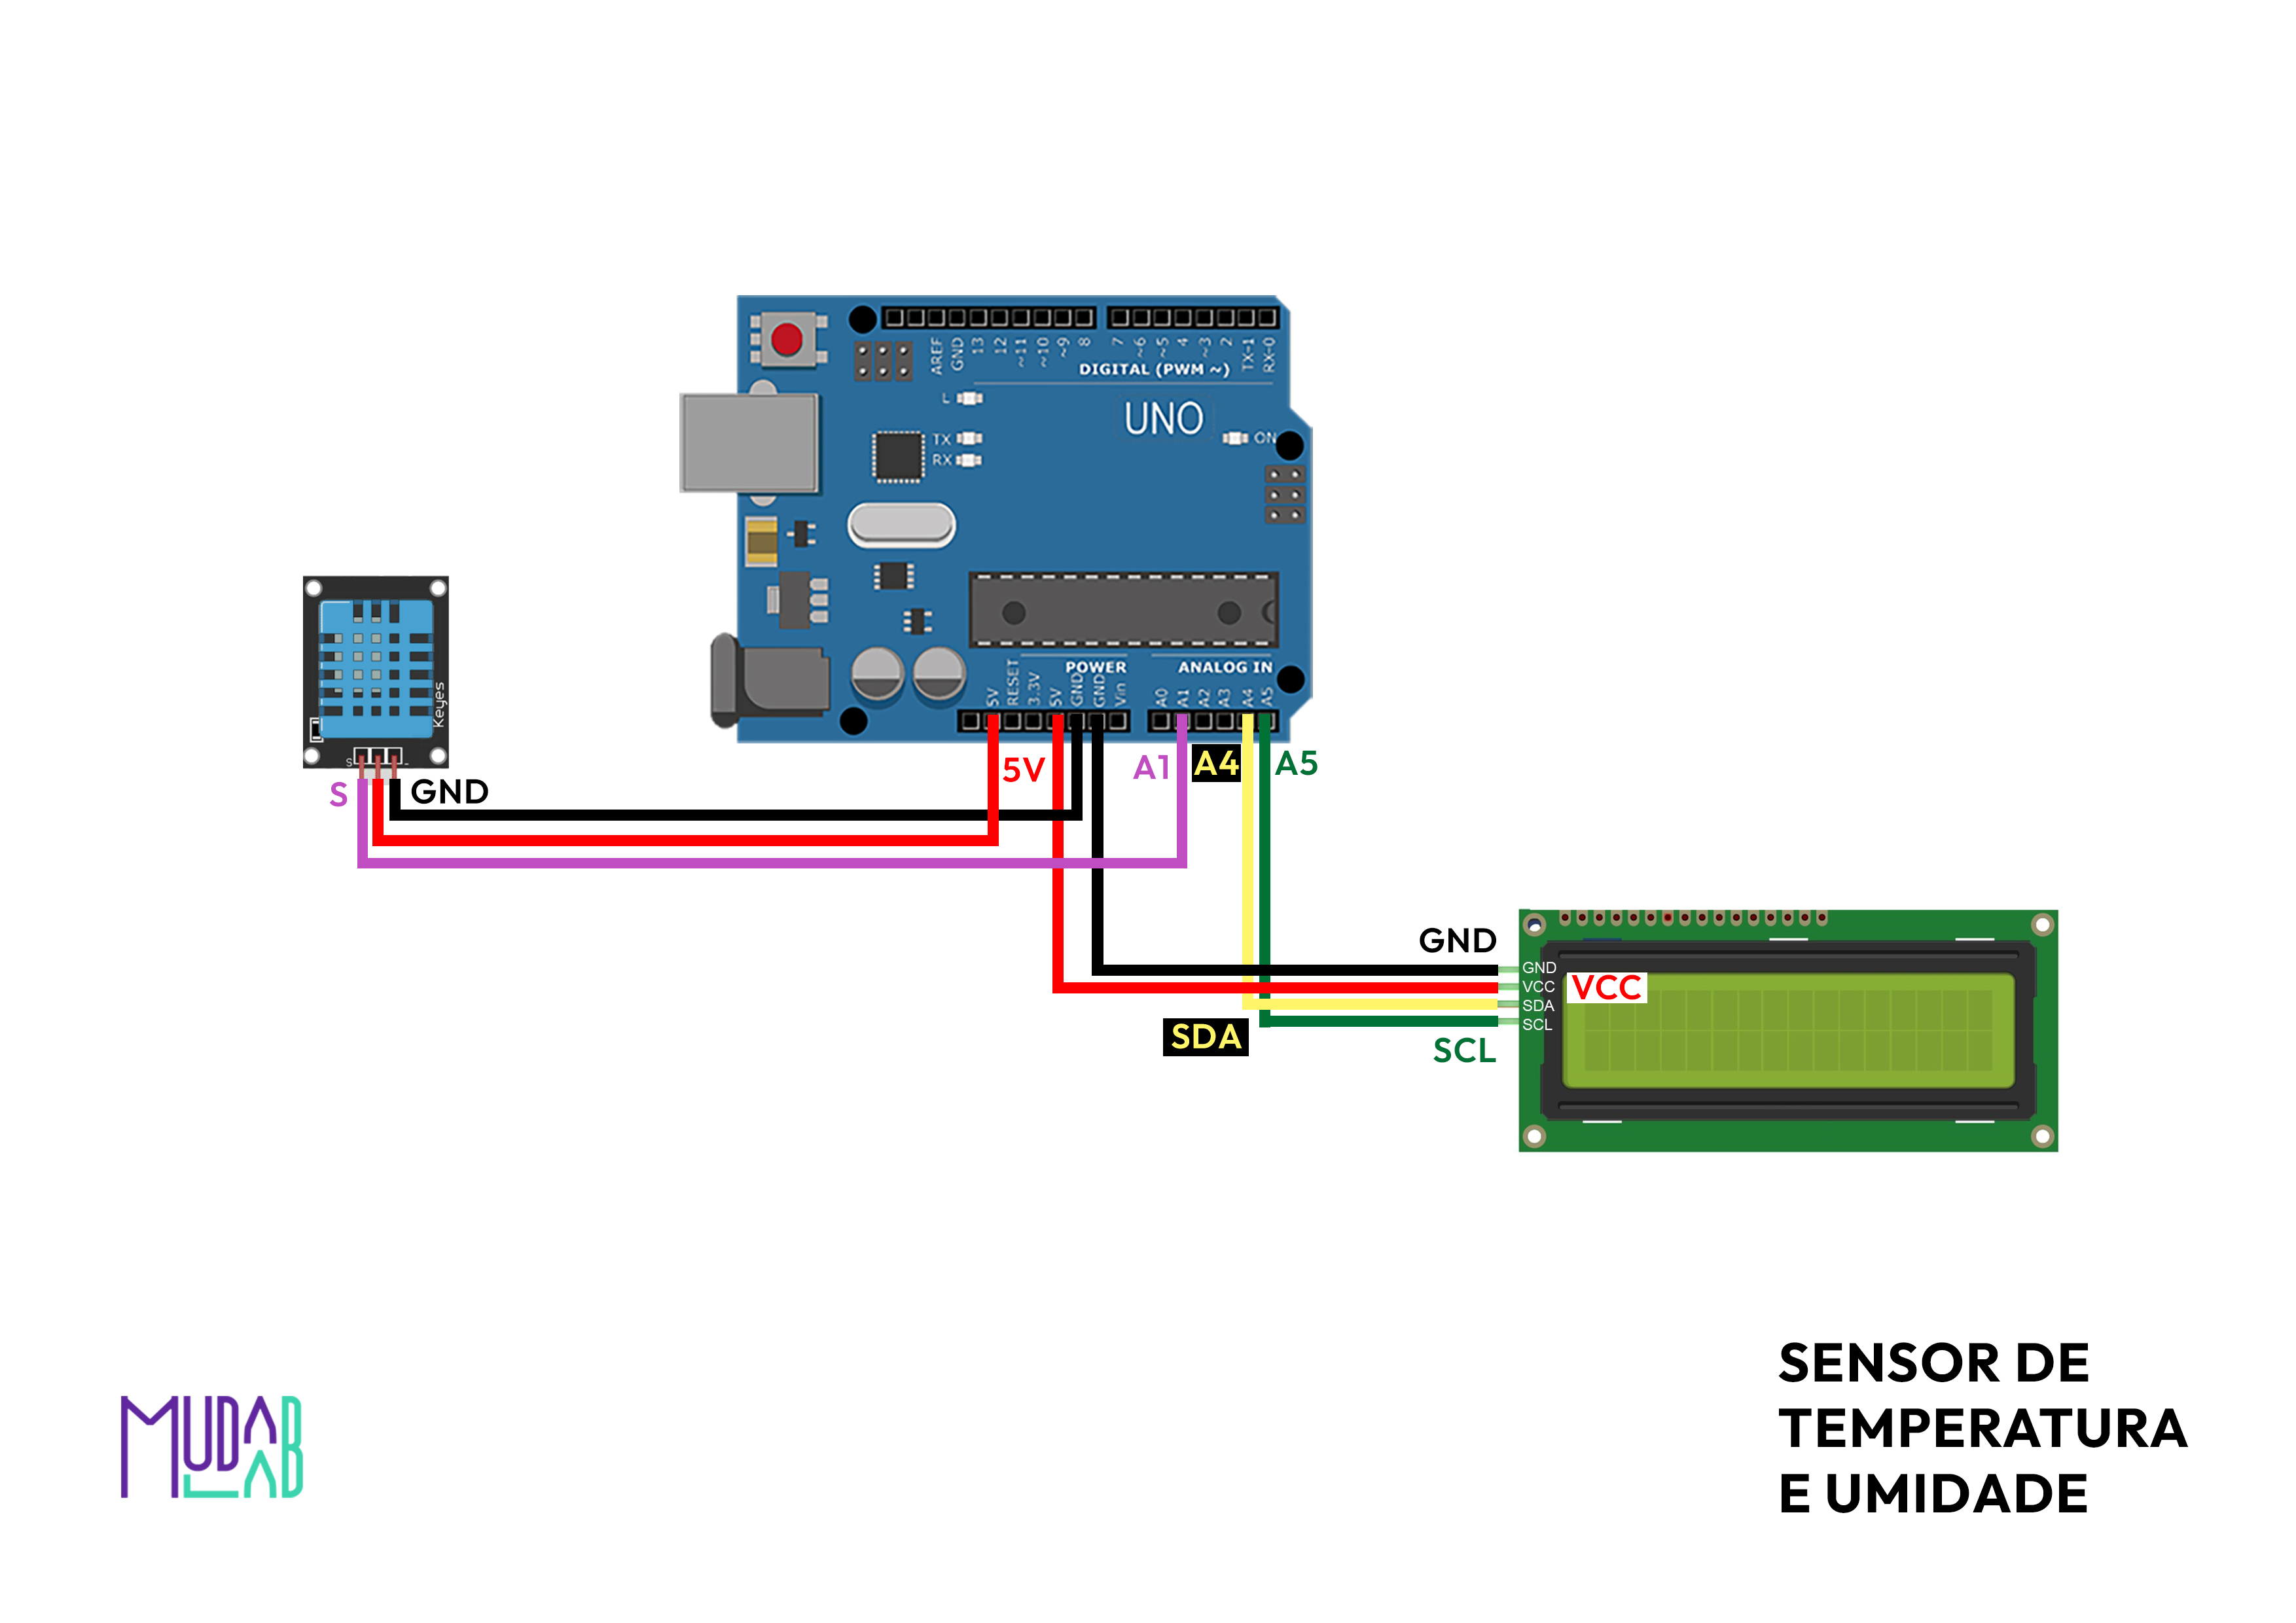 AREF
GND
13
12
~11
~10
~9
8
7
~6
~5
4
~3
2
TX-1
RX-0
DIGITAL (PWM ~)
L
TX
RX
UNO
ON
POWER
ANALOG IN
5V
RESET
3.3V
5V
GND
GND
Vin
A0
A1
A2
A3
A4
A5
Keyes
S
-
S
GND
5V
A1
A4
A5
GND
GND
VCC
SDA
SCL
VCC
SDA
SCL
SENSOR DE
TEMPERATURA
E UMIDADE
MUDA
LAB